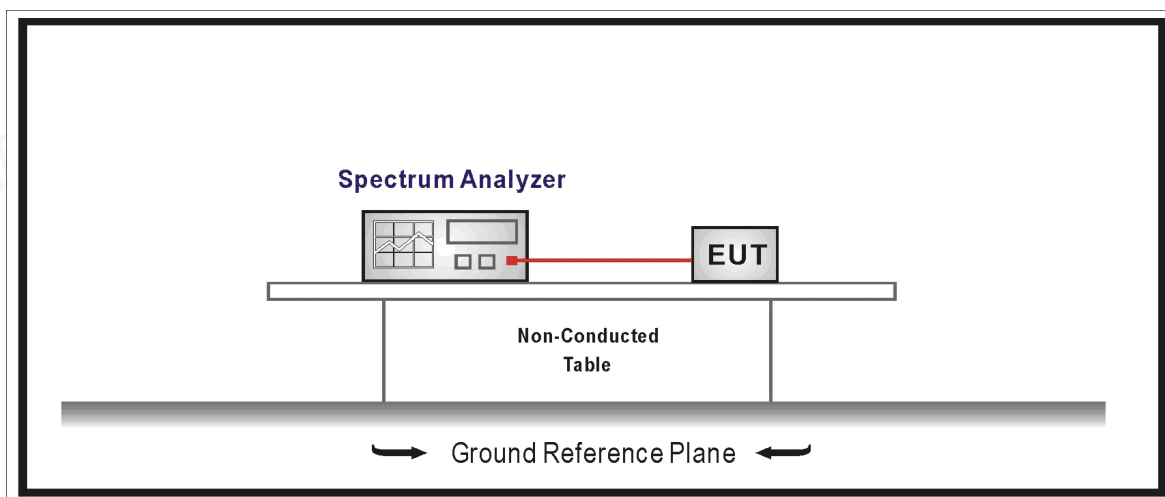 Spectrum Analyzer
EUT
Non-Conducted
Table
Ground Reference Plane